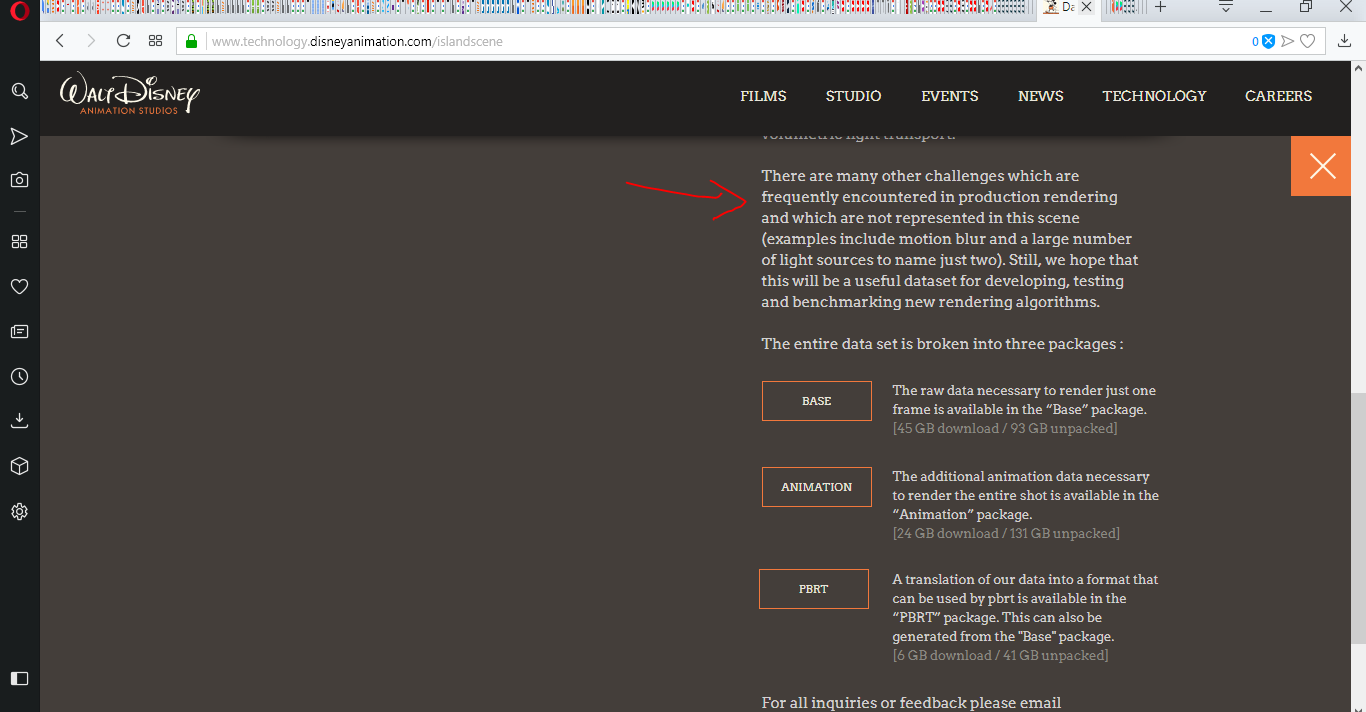 Da
www.technology.disneyanimation.com/islandscene
0
WALT DISNEY
ANIMATION STUDIOS
FILMS STUDIO EVENTS NEWS TECHNOLOGY CAREERS
volumetric light transport.
There are many other challenges which are
frequently encountered in production rendering
and which are not represented in this scene
(examples include motion blur and a large number
of light sources to name just two). Still, we hope that
this will be a useful dataset for developing, testing
and benchmarking new rendering algorithms.
The entire data set is broken into three packages :
BASE
The raw data necessary to render just one
frame is available in the “Base” package.
[45 GB download / 93 GB unpacked]
ANIMATION
The additional animation data necessary
to render the entire shot is available in the
“Animation” package.
[24 GB download / 131 GB unpacked]
PBRT
A translation of our data into a format that
can be used by pbrt is available in the
“PBRT” package. This can also be
generated from the "Base" package.
[6 GB download / 41 GB unpacked]
For all inquiries or feedback please email